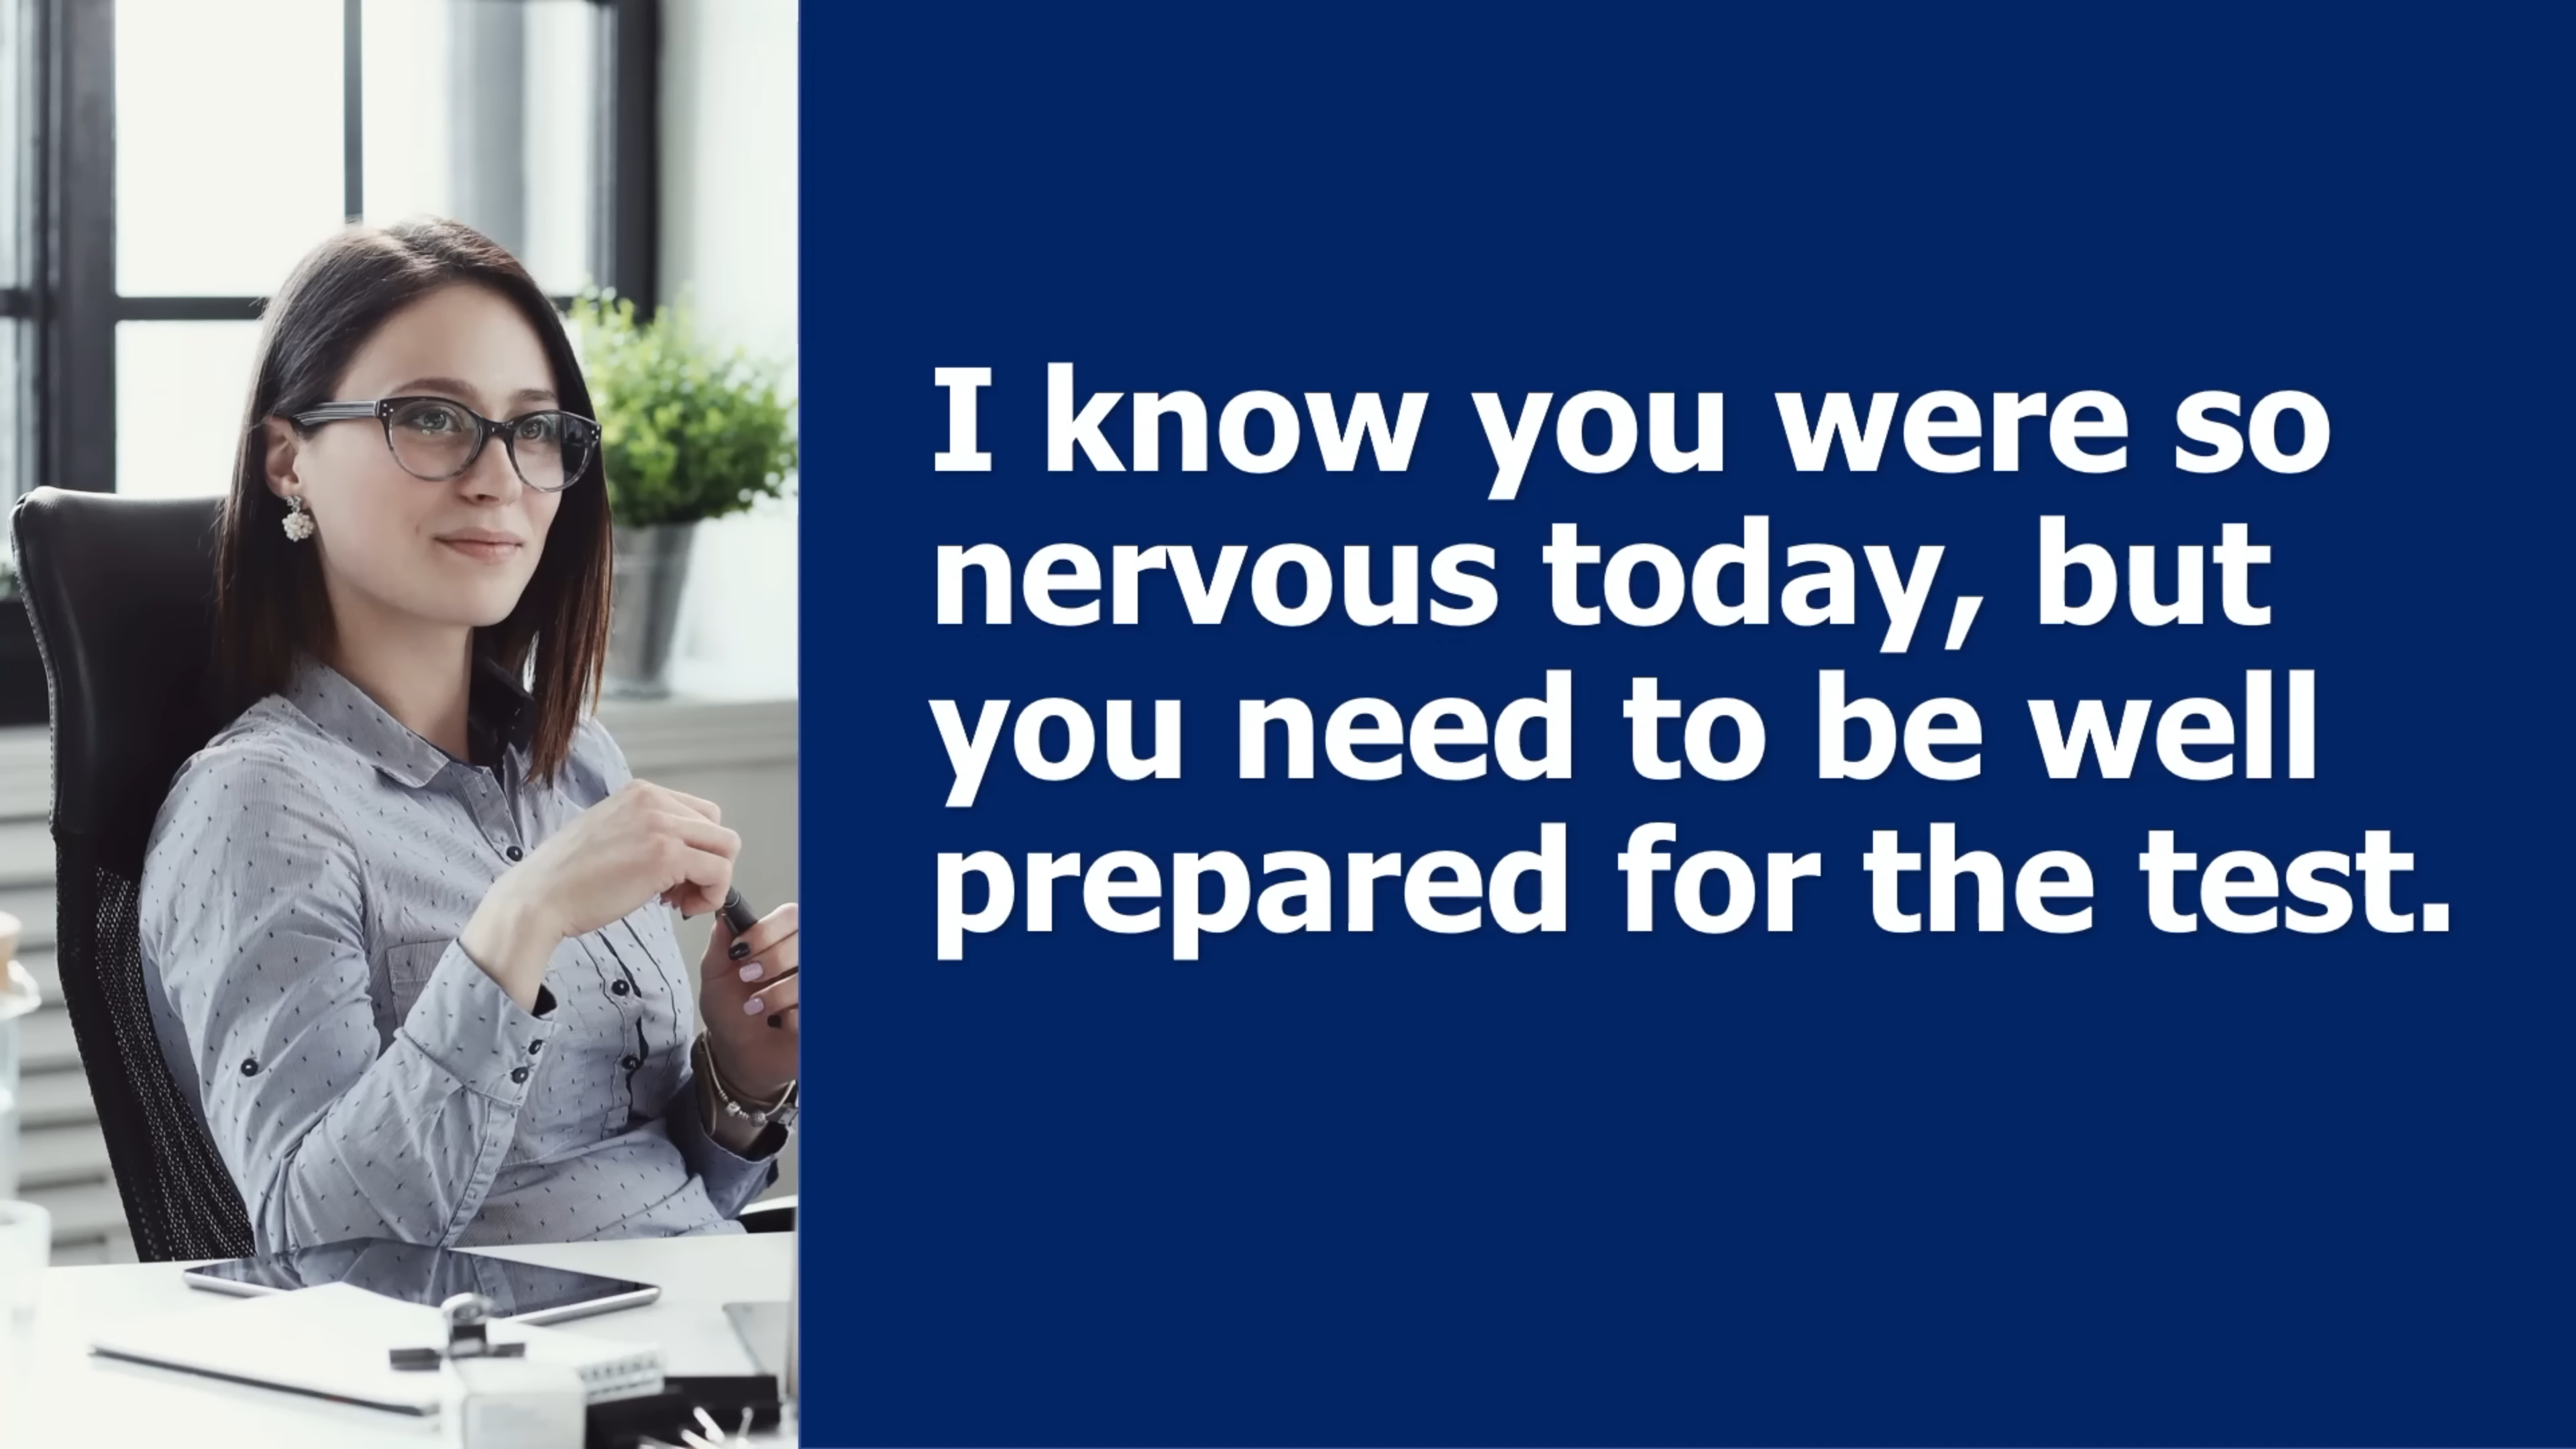 I know you were so
nervous today, but
you need to be well
prepared for the test.